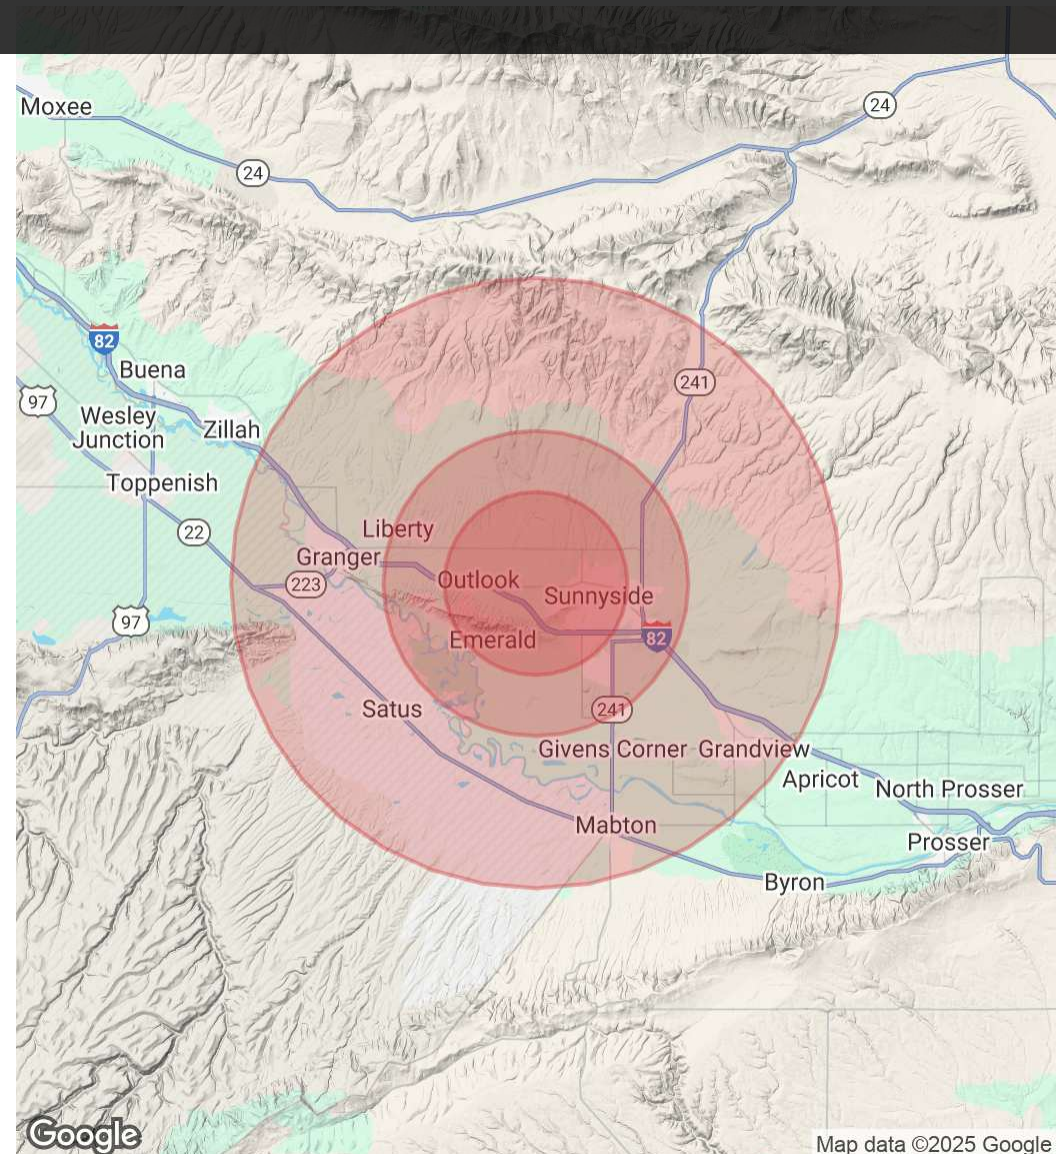 Moxee
24
24
82
Buena
241
97
Wesley
Junction
Zillah
Toppenish
22
Liberty
Granger
223
Outlook
Sunnyside
97
Emerald
82
Satus
241
Givens Corner
Grandview
Apricot
North Prosser
Mabton
Prosser
Byron
Google
Map data ©2025 Google